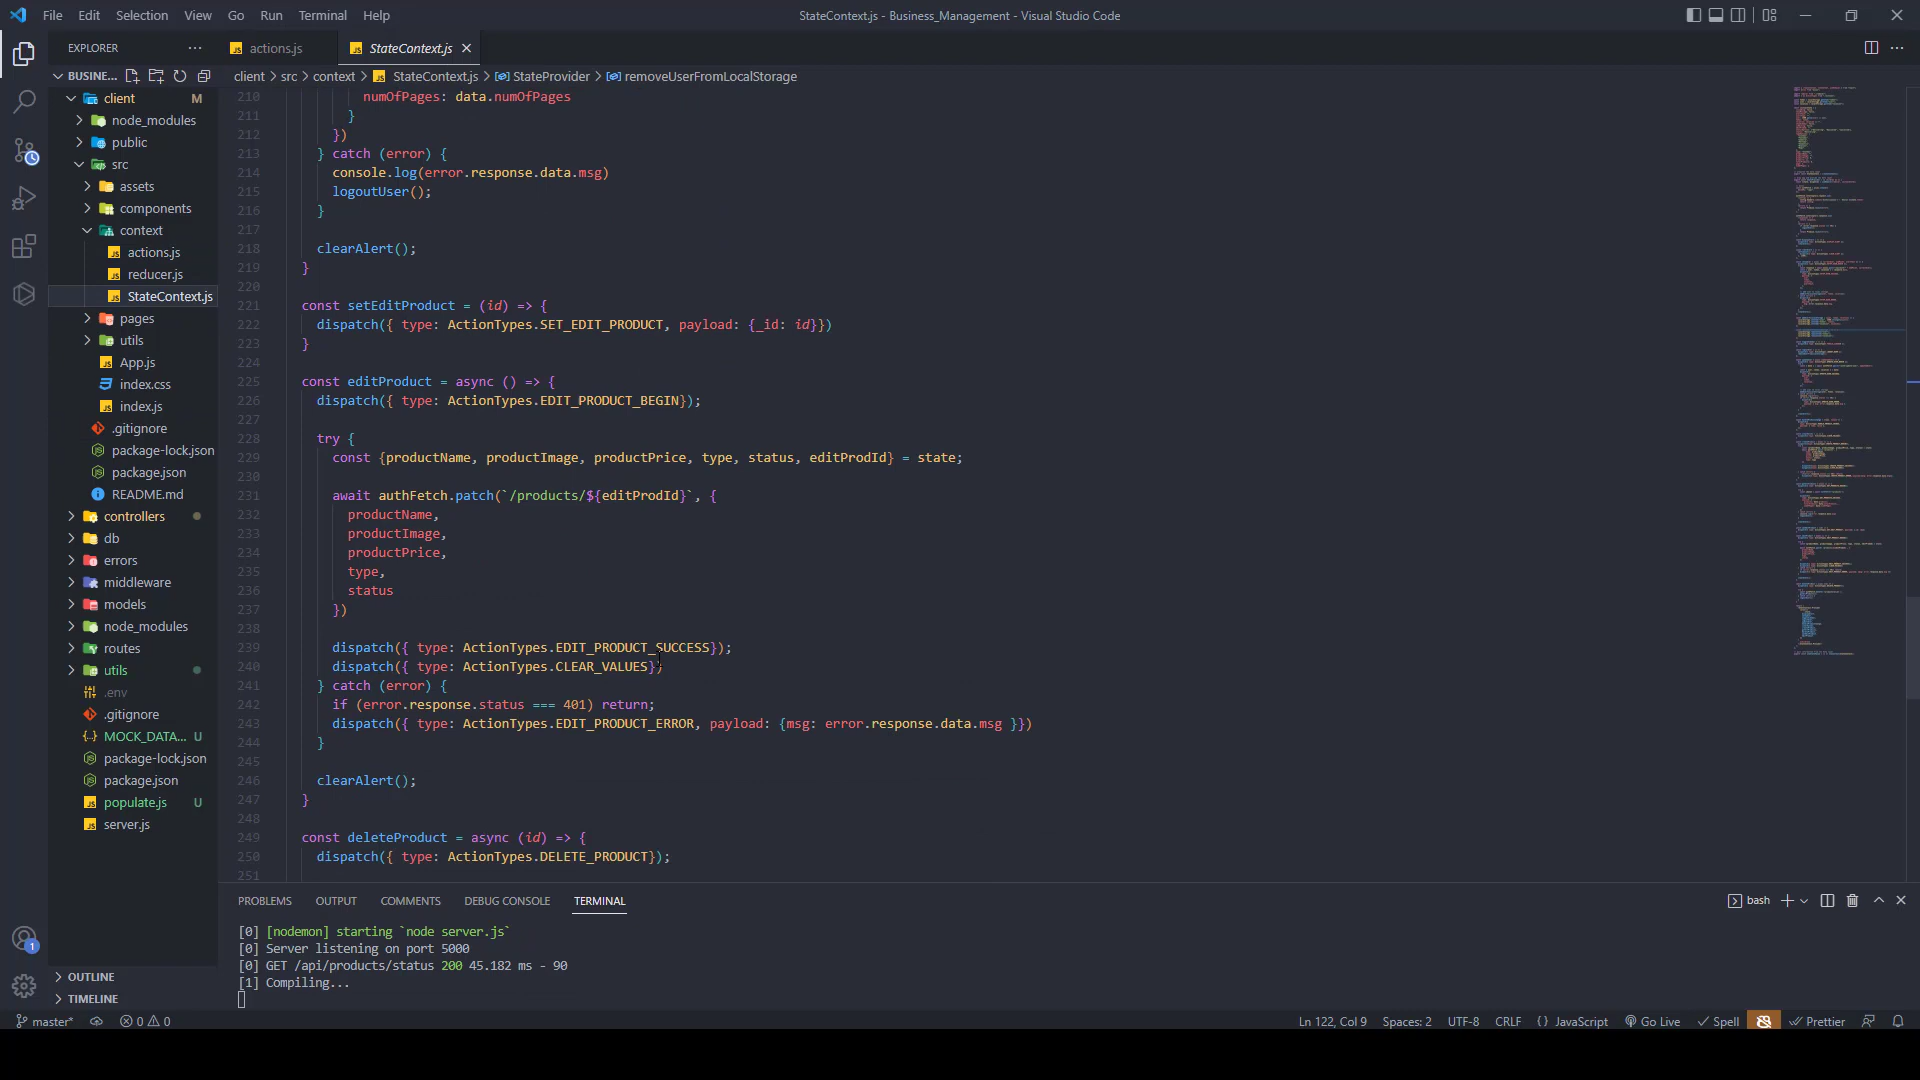 File Edit Selection View Go Run Terminal Help
StateContext.js - Business_Management - Visual Studio Code
EXPLORER
actions.js
StateContext.js
BUSINE...
client > src > context > StateContext.js > StateProvider > removeUserFromLocalStorage
client M
node_modules
public
src
assets
components
context
actions.js
reducer.js
StateContext.js
pages
utils
App.js
index.css
index.js
.gitignore
package-lock.json
package.json
README.md
controllers
db
errors
middleware
models
node_modules
routes
utils
.env
.gitignore
MOCK_DATA... U
package-lock.json
package.json
populate.js U
server.js
OUTLINE
TIMELINE
210 numOfPages: data.numOfPages
211 }
212 })
213 } catch (error) {
214 console.log(error.response.data.msg)
215 logoutUser();
216 }
217
218 clearAlert();
219 }
220
221 const setEditProduct = (id) => {
222 dispatch({ type: ActionTypes.SET_EDIT_PRODUCT, payload: {_id: id}})
223 }
224
225 const editProduct = async () => {
226 dispatch({ type: ActionTypes.EDIT_PRODUCT_BEGIN});
227
228 try {
229 const {productName, productImage, productPrice, type, status, editProdId} = state;
230
231 await authFetch.patch(`/products/${editProdId}`, {
232 productName,
233 productImage,
234 productPrice,
235 type,
236 status
237 })
238
239 dispatch({ type: ActionTypes.EDIT_PRODUCT_SUCCESS});
240 dispatch({ type: ActionTypes.CLEAR_VALUES})
241 } catch (error) {
242 if (error.response.status === 401) return;
243 dispatch({ type: ActionTypes.EDIT_PRODUCT_ERROR, payload: {msg: error.response.data.msg }})
244 }
245
246 clearAlert();
247 }
248
249 const deleteProduct = async (id) => {
250 dispatch({ type: ActionTypes.DELETE_PRODUCT});
251
PROBLEMS OUTPUT COMMENTS DEBUG CONSOLE TERMINAL
bash
[0] [nodemon] starting `node server.js`
[0] Server listening on port 5000
[0] GET /api/products/status 200 45.182 ms - 90
[1] Compiling...
1
master* 0 0
Ln 122, Col 9 Spaces: 2 UTF-8 CRLF {} JavaScript Go Live Spell Prettier